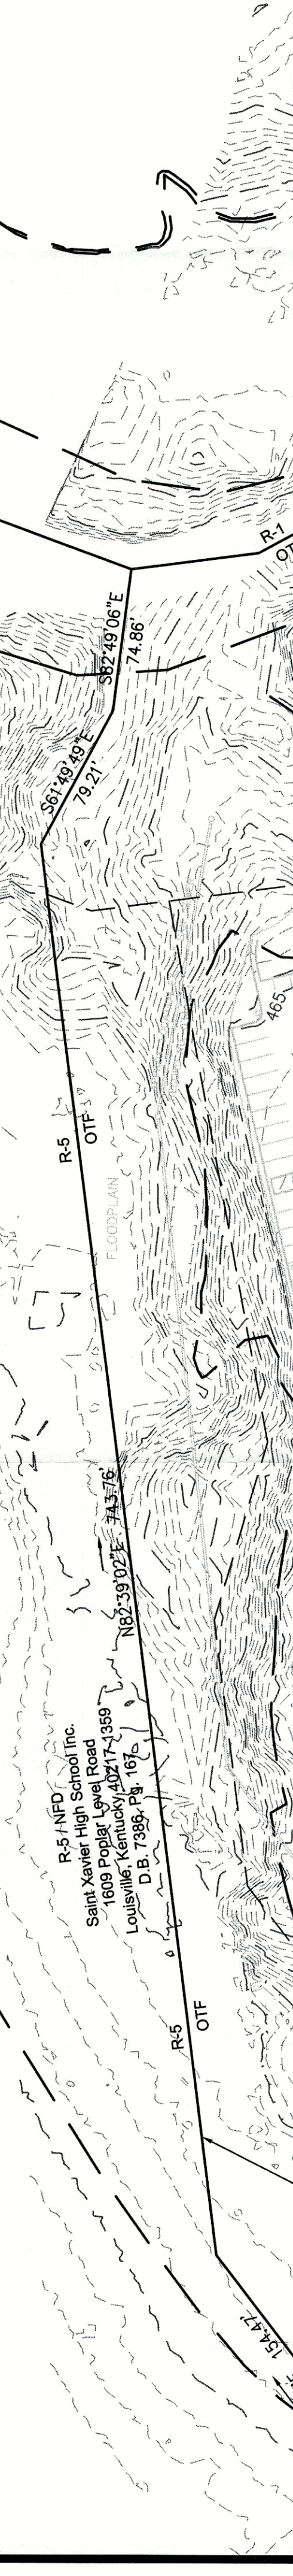 R-1
S82°49'06"E
74.86'
S61°49'49"E
79.21'
465
R-5
OTF
FLOODPLAIN
N82°39'02"E 743.76'
R-5 / NFD
Saint Xavier High School Inc.
1609 Poplar Level Road
Louisville, Kentucky 40217-1359
D.B. 7386, Pg. 167
R-5
OTF
154.47'